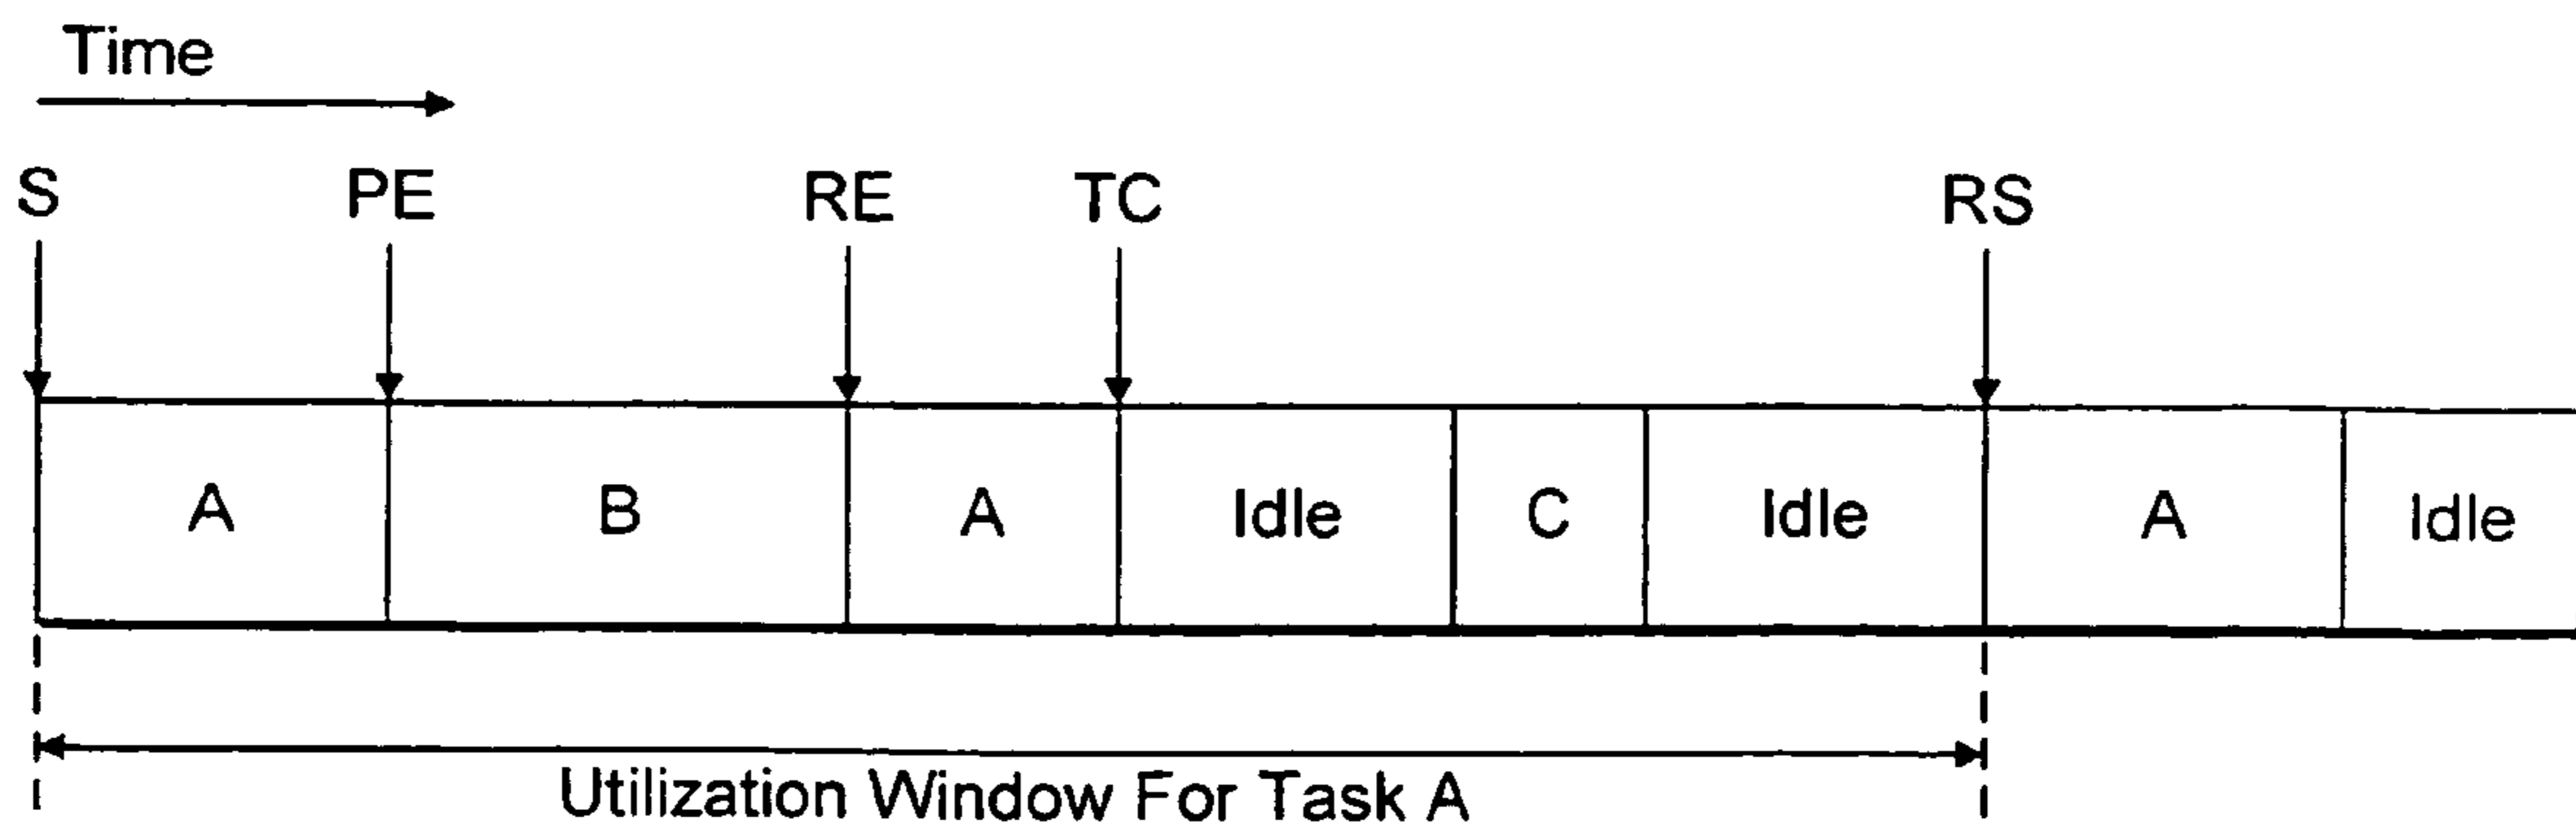 Time
S PE RE TC RS
A B A Idle C Idle A Idle
Utilization Window For Task A